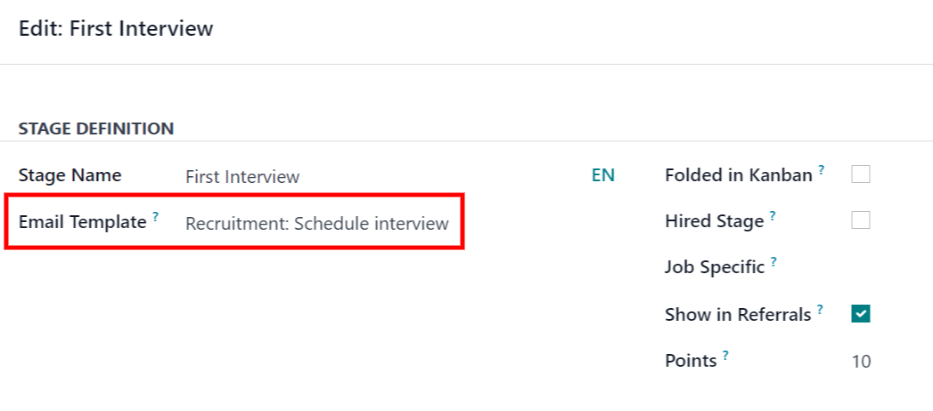 Edit: First Interview
STAGE DEFINITION
Stage Name First Interview EN
Email Template ? Recruitment: Schedule interview
Folded in Kanban ?
Hired Stage ?
Job Specific ?
Show in Referrals ?
Points ? 10